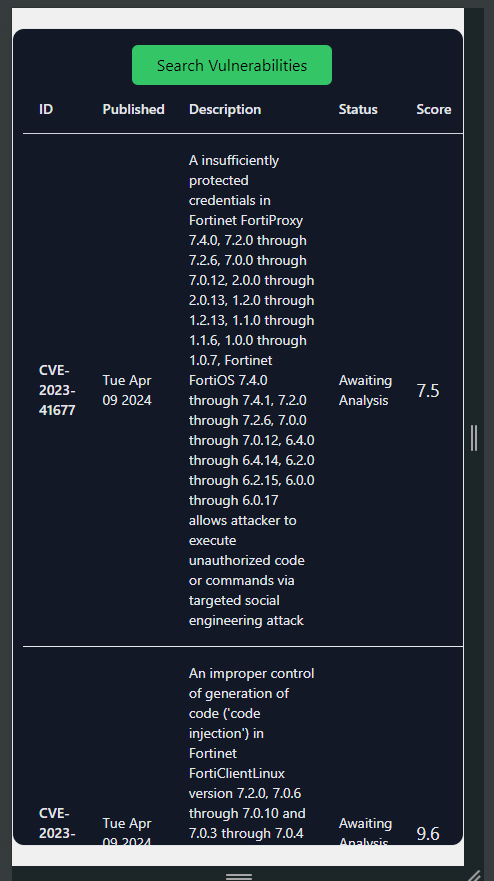 Search Vulnerabilities
ID Published Description Status Score
A insufficiently
protected
credentials in
Fortinet FortiProxy
7.4.0, 7.2.0 through
7.2.6, 7.0.0 through
7.0.12, 2.0.0 through
2.0.13, 1.2.0 through
1.2.13, 1.1.0 through
1.1.6, 1.0.0 through
1.0.7, Fortinet
FortiOS 7.4.0
through 7.4.1, 7.2.0
through 7.2.6, 7.0.0
through 7.0.12, 6.4.0
through 6.4.14, 6.2.0
through 6.2.15, 6.0.0
through 6.0.17
allows attacker to
execute
unauthorized code
or commands via
targeted social
engineering attack
CVE-
2023-
41677
Tue Apr
09 2024
Awaiting
Analysis
7.5
An improper control
of generation of
code ('code
injection') in
Fortinet
FortiClientLinux
version 7.2.0, 7.0.6
through 7.0.10 and
7.0.3 through 7.0.4
CVE-
2023-
Tue Apr
09 2024
Awaiting
Analysis
9.6